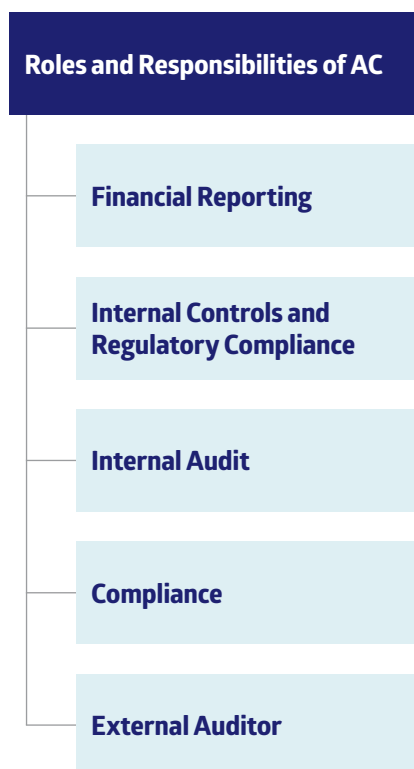 Roles and Responsibilities of AC
Financial Reporting
Internal Controls and
Regulatory Compliance
Internal Audit
Compliance
External Auditor